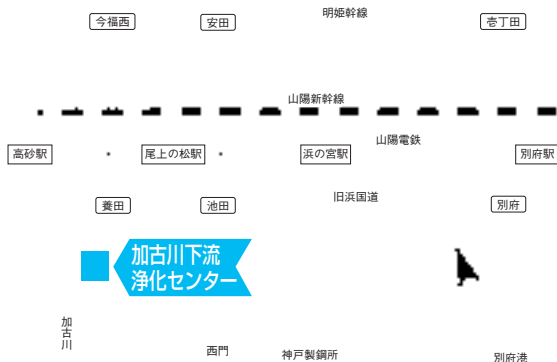 明姫幹線
今福西
安田
壱丁田
山陽新幹線
山陽電鉄
高砂駅
尾上の松駅
浜の宮駅
別府駅
旧浜国道
養田
池田
別府
加古川下流
浄化センター
加古川
西門
神戸製鋼所
別府港